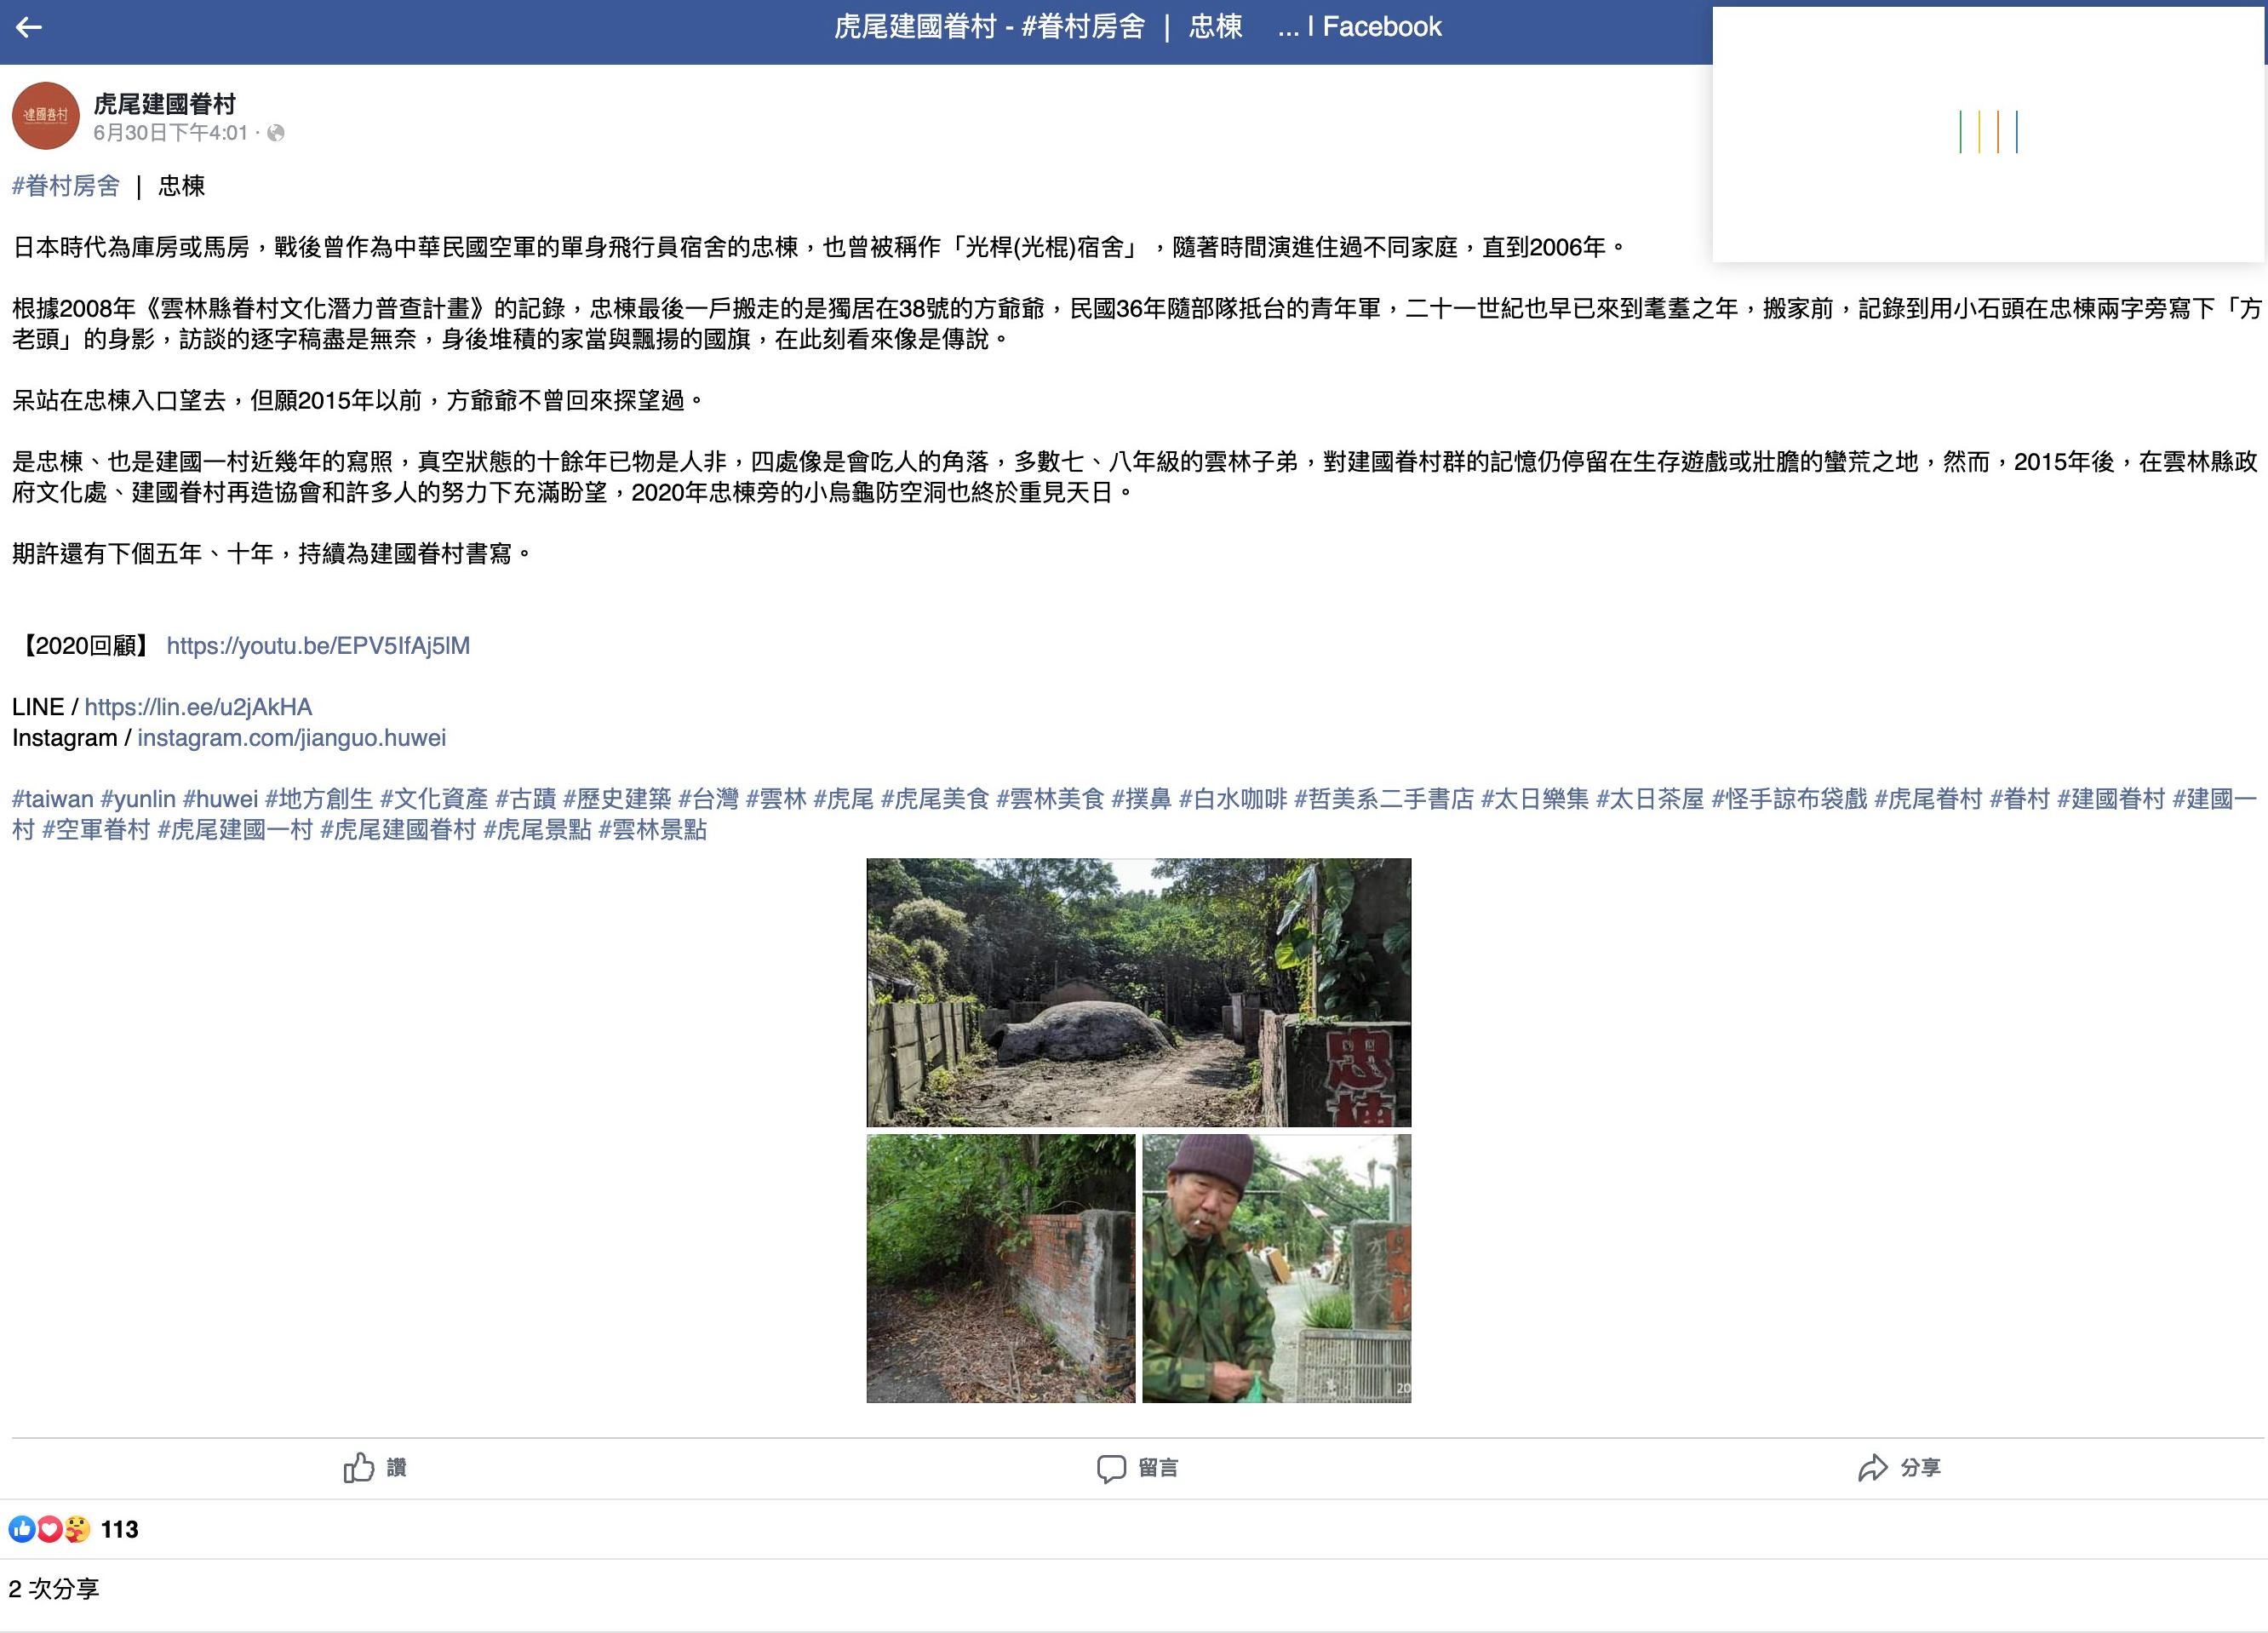 虎尾建國眷村 - #眷村房舍 ｜ 忠棟 ... | Facebook
建國眷村
虎尾建國眷村
6月30日下午4:01 ·
#眷村房舍 ｜ 忠棟
日本時代為庫房或馬房，戰後曾作為中華民國空軍的單身飛行員宿舍的忠棟，也曾被稱作「光桿(光棍)宿舍」，隨著時間演進住過不同家庭，直到2006年。
根據2008年《雲林縣眷村文化潛力普查計畫》的記錄，忠棟最後一戶搬走的是獨居在38號的方爺爺，民國36年隨部隊抵台的青年軍，二十一世紀也早已來到耄耋之年，搬家前，記錄到用小石頭在忠棟兩字旁寫下「方
老頭」的身影，訪談的逐字稿盡是無奈，身後堆積的家當與飄揚的國旗，在此刻看來像是傳說。
呆站在忠棟入口望去，但願2015年以前，方爺爺不曾回來探望過。
是忠棟、也是建國一村近幾年的寫照，真空狀態的十餘年已物是人非，四處像是會吃人的角落，多數七、八年級的雲林子弟，對建國眷村群的記憶仍停留在生存遊戲或壯膽的蠻荒之地，然而，2015年後，在雲林縣政
府文化處、建國眷村再造協會和許多人的努力下充滿盼望，2020年忠棟旁的小烏龜防空洞也終於重見天日。
期許還有下個五年、十年，持續為建國眷村書寫。
【2020回顧】 https://youtu.be/EPV5IfAj5lM
LINE / https://lin.ee/u2jAkHA
Instagram / instagram.com/jianguo.huwei
#taiwan #yunlin #huwei #地方創生 #文化資產 #古蹟 #歷史建築 #台灣 #雲林 #虎尾 #虎尾美食 #雲林美食 #撲鼻 #白水咖啡 #哲美系二手書店 #太日樂集 #太日茶屋 #怪手諒布袋戲 #虎尾眷村 #眷村 #建國眷村 #建國一
村 #空軍眷村 #虎尾建國一村 #虎尾建國眷村 #虎尾景點 #雲林景點
忠
棟
20
讚
留言
分享
113
2 次分享